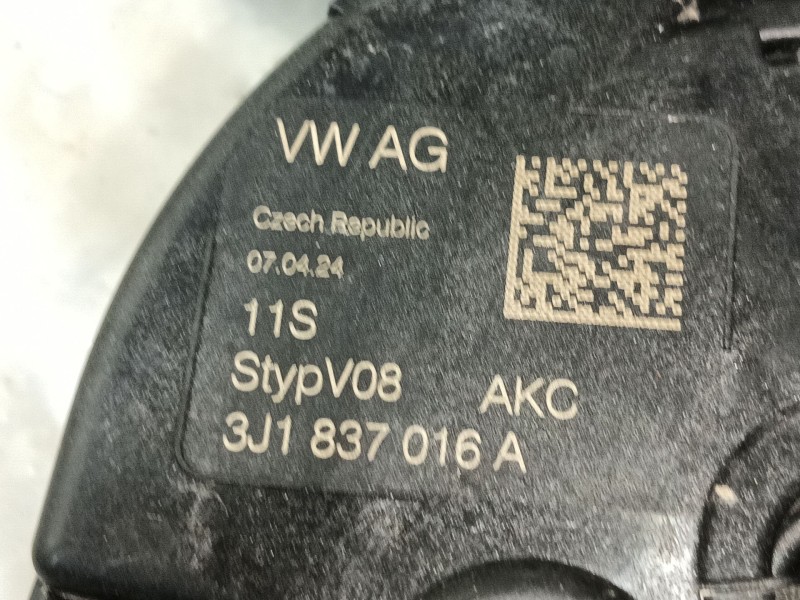 VW AG
Czech Republic
07.04.24
11S
StypV08 AKC
3J1 837 016 A